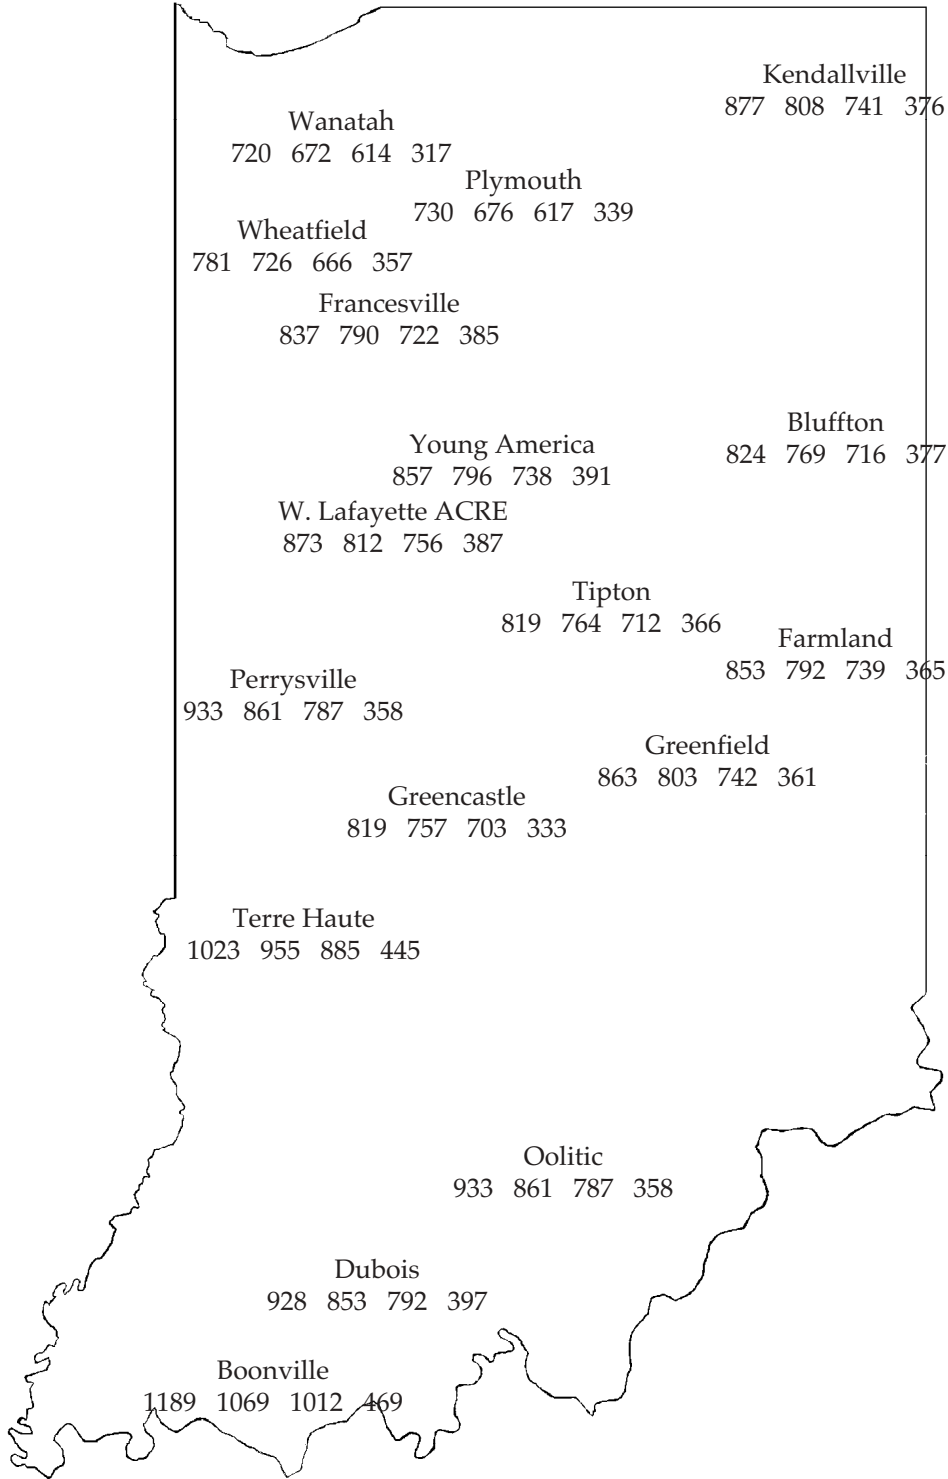 Kendallville
877 808 741 376
Wanatah
720 672 614 317
Plymouth
730 676 617 339
Wheatfield
781 726 666 357
Francesville
837 790 722 385
Bluffton
824 769 716 377
Young America
857 796 738 391
W. Lafayette ACRE
873 812 756 387
Tipton
819 764 712 366
Farmland
853 792 739 365
Perrysville
933 861 787 358
Greenfield
863 803 742 361
Greencastle
819 757 703 333
Terre Haute
1023 955 885 445
Oolitic
933 861 787 358
Dubois
928 853 792 397
Boonville
1189 1069 1012 469